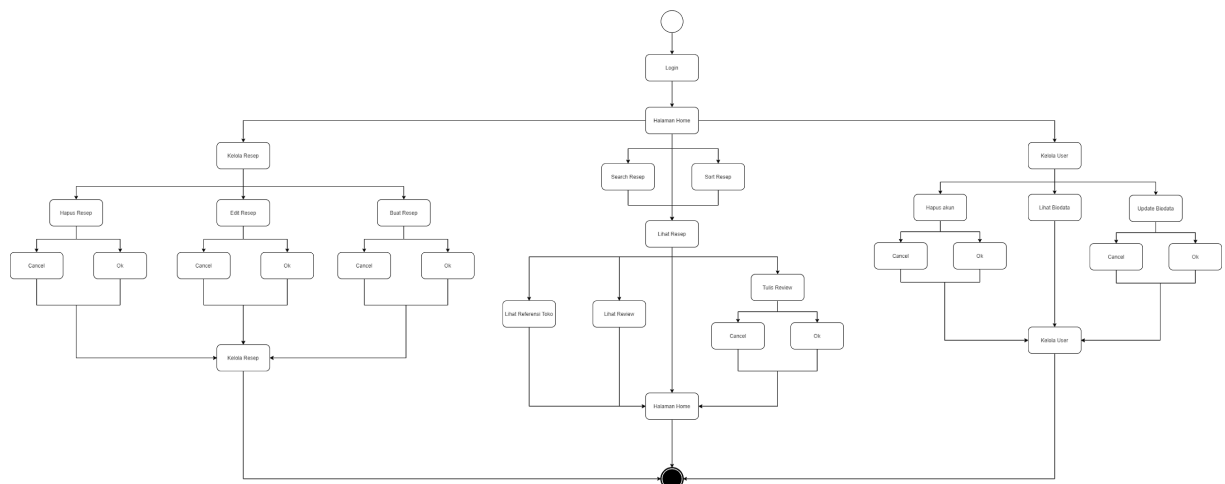 Login
Halaman Home
Kelola Resep
Kelola User
Search Resep
Sort Resep
Hapus Resep
Edit Resep
Buat Resep
Hapus akun
Lihat Biodata
Update Biodata
Lihat Resep
Cancel
Ok
Cancel
Ok
Cancel
Ok
Cancel
Ok
Cancel
Ok
Tulis Review
Lihat Referensi Toko
Lihat Review
Cancel
Ok
Kelola User
Kelola Resep
Halaman Home